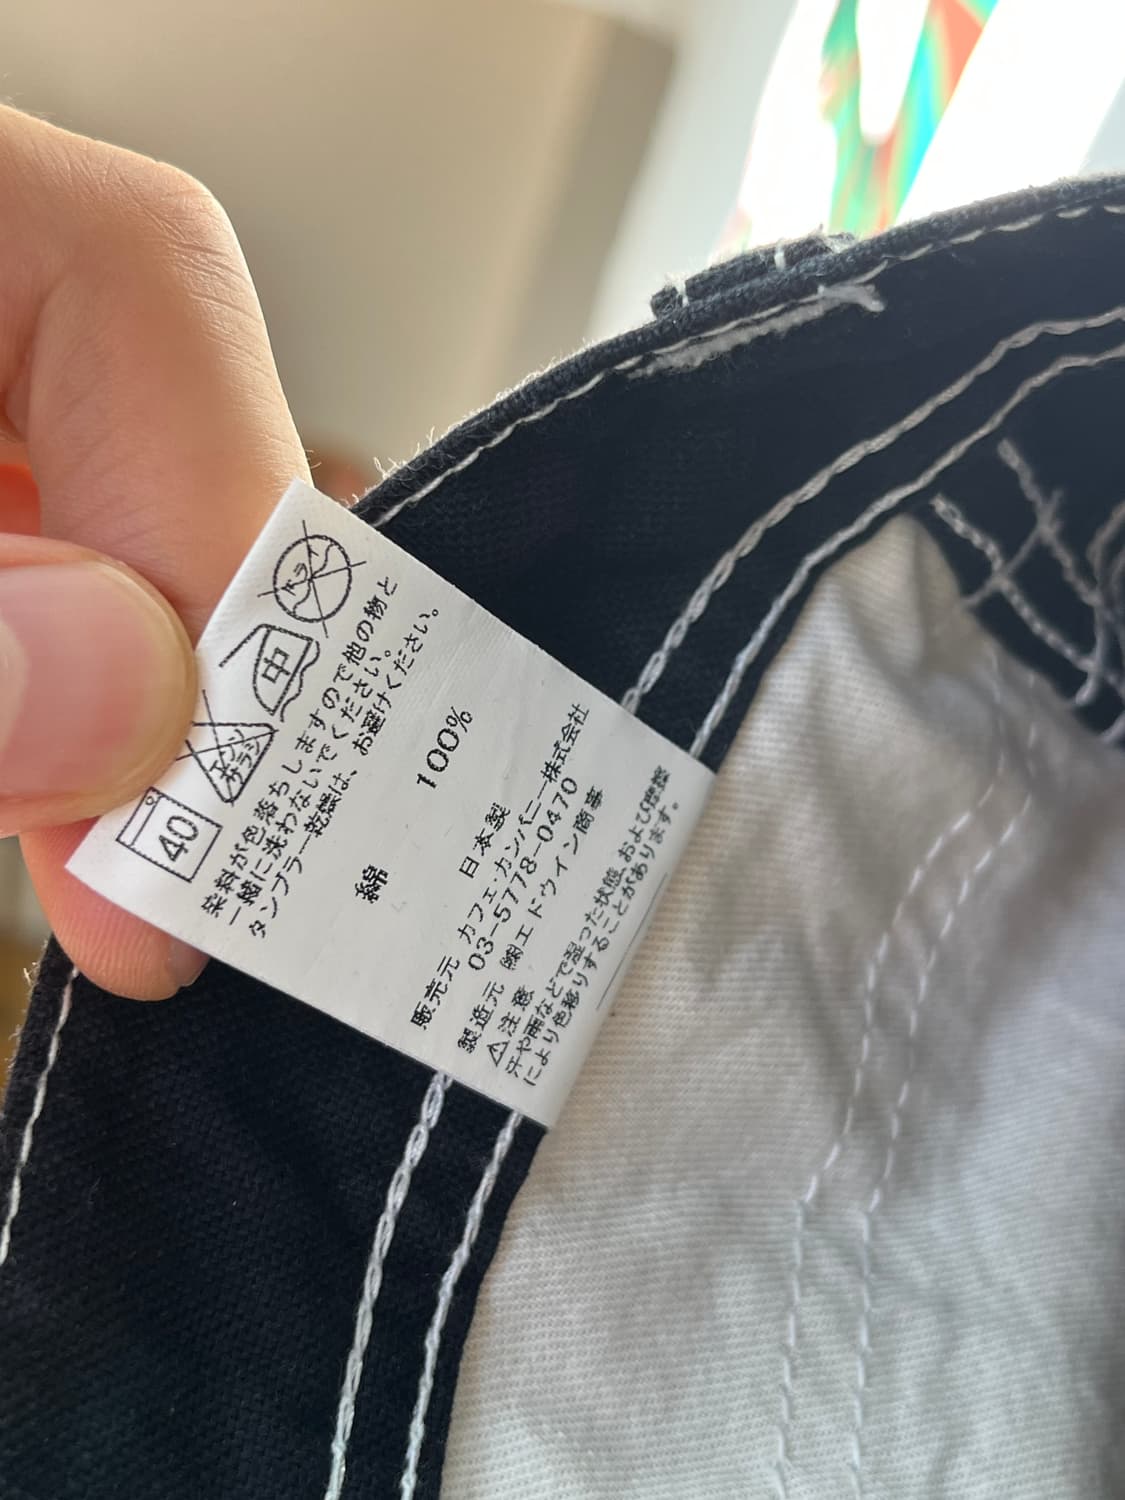 40
エンソ
サラシ
中
ドライ
染料が色落ちしますので他の物と
一緒に洗わないでください。
タンブラー乾燥は、お避けください。
綿 100%
日本製
販売元 カフェ・カンパニー株式会社
03-5778-0470
製造元 ㈱エドウイン商事
⚠注意
汗や雨などで湿った状態、および摩擦
により色移りすることがあります。